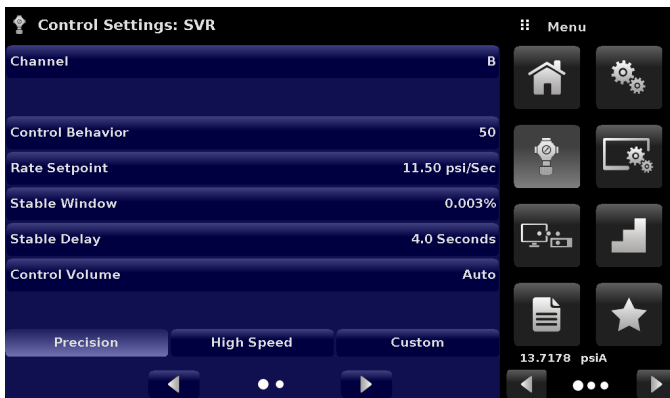 Control Settings: SVR
Menu
Channel B
Control Behavior 50
Rate Setpoint 11.50 psi/Sec
Stable Window 0.003%
Stable Delay 4.0 Seconds
Control Volume Auto
Precision High Speed Custom
13.7178 psiA